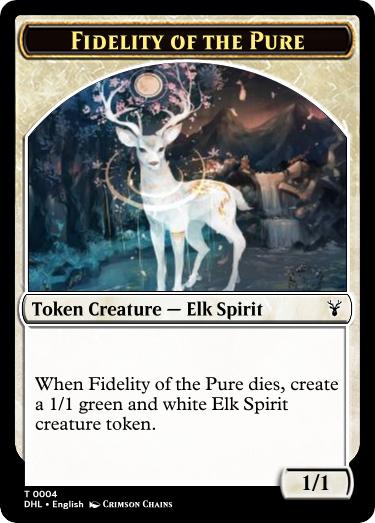 Fidelity of the Pure
Token Creature — Elk Spirit
When Fidelity of the Pure dies, create
a 1/1 green and white Elk Spirit
creature token.
1/1
T 0004
DHL • English Crimson Chains